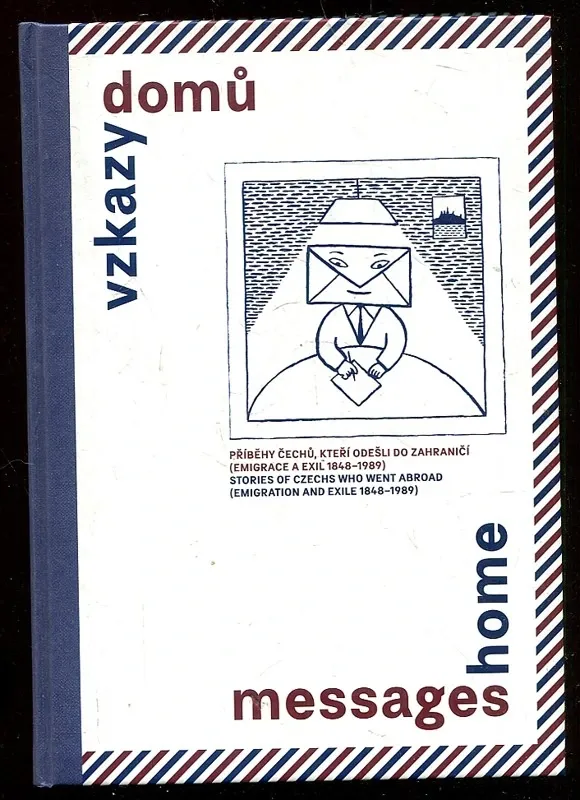 vzkazy
domů
PŘÍBĚHY ČECHŮ, KTEŘÍ ODEŠLI DO ZAHRANIČÍ
(EMIGRACE A EXIL 1848–1989)
STORIES OF CZECHS WHO WENT ABROAD
(EMIGRATION AND EXILE 1848–1989)
messages
home